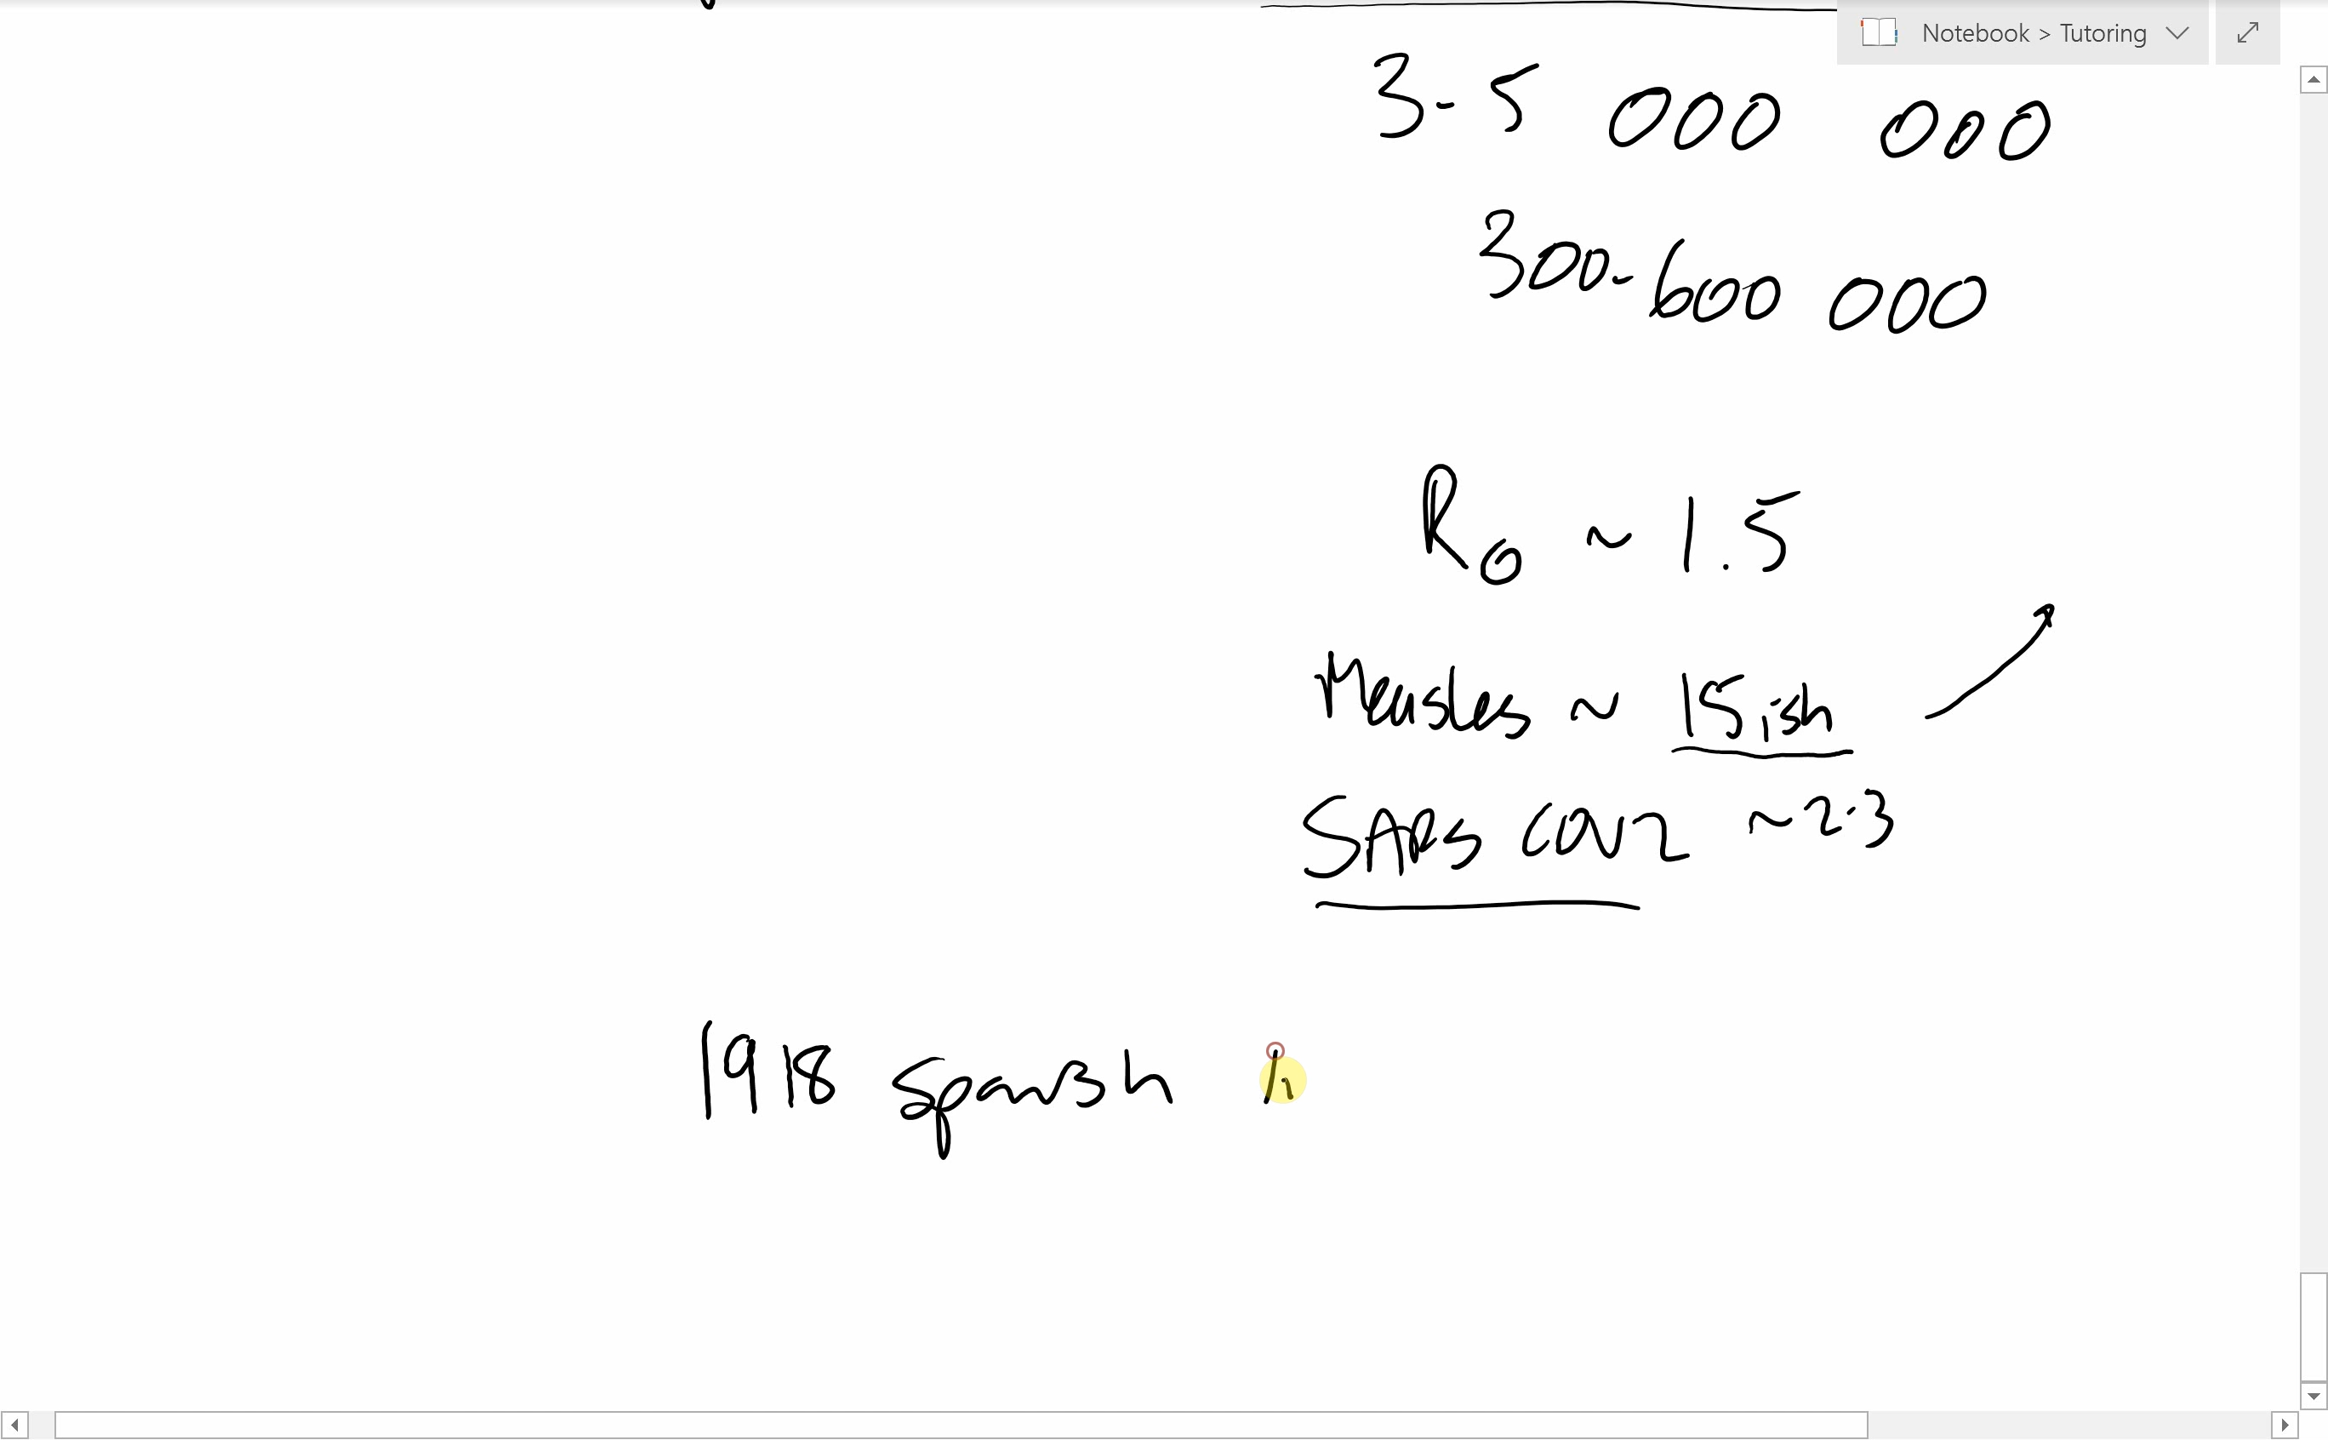 Notebook > Tutoring
3-5 000 000
300-600 000
R0 ~ 1.5
Measles ~ 15ish
SARS COV2 ~2.3
1918 Spanish